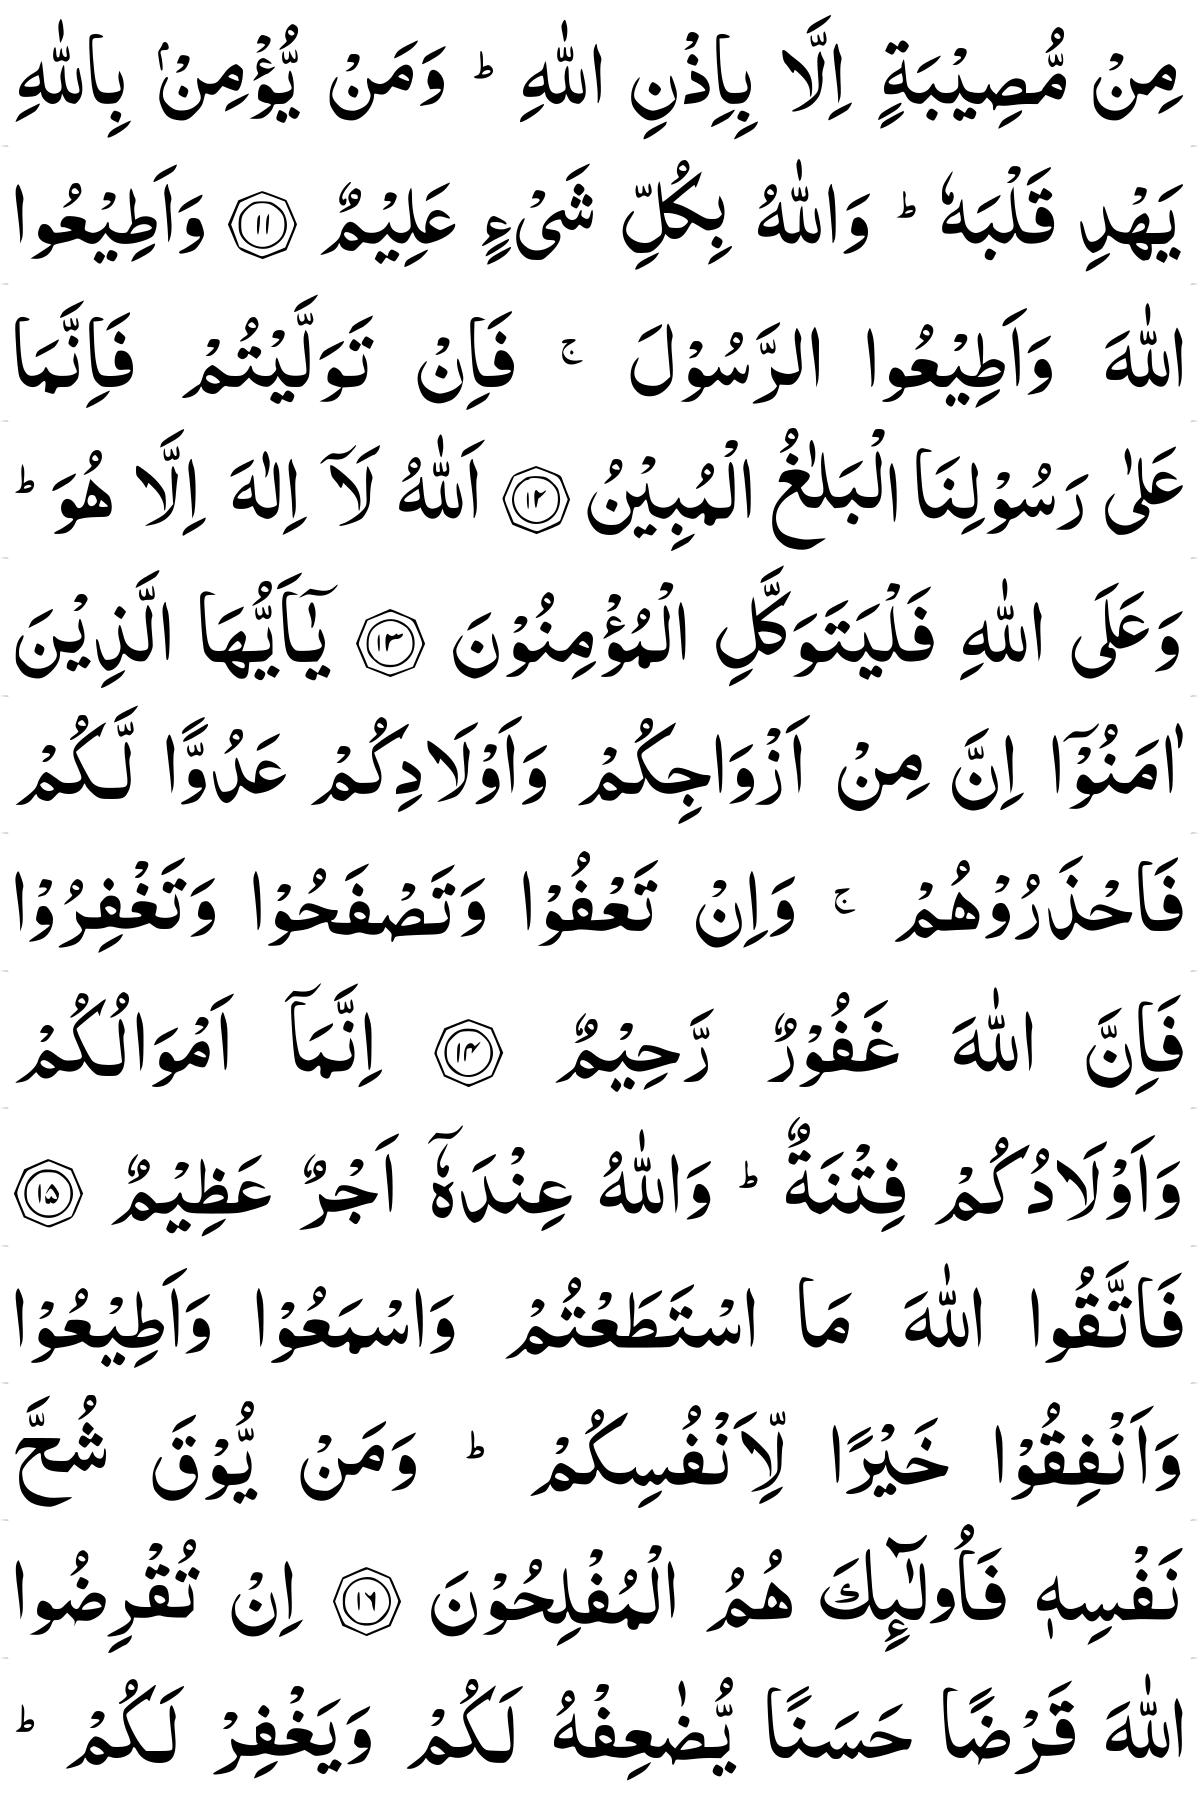 مِنْ مُّصِيْبَةٍ اِلَّا بِاِذْنِ اللّٰهِ ؕ وَمَنْ يُّؤْمِنْۢ بِاللّٰهِ
يَهْدِ قَلْبَهٗ ؕ وَاللّٰهُ بِكُلِّ شَىْءٍ عَلِيْمٌ ﴿۱۱﴾ وَاَطِيْعُوا
اللّٰهَ وَاَطِيْعُوا الرَّسُوْلَ ۚ فَاِنْ تَوَلَّيْتُمْ فَاِنَّمَا
عَلٰى رَسُوْلِنَا الْبَلٰغُ الْمُبِيْنُ ﴿۱۲﴾ اَللّٰهُ لَاۤ اِلٰهَ اِلَّا هُوَ ؕ
وَعَلَى اللّٰهِ فَلْيَتَوَكَّلِ الْمُؤْمِنُوْنَ ﴿۱۳﴾ يٰۤاَيُّهَا الَّذِيْنَ
اٰمَنُوْۤا اِنَّ مِنْ اَزْوَاجِكُمْ وَاَوْلَادِكُمْ عَدُوًّا لَّكُمْ
فَاحْذَرُوْهُمْ ۚ وَاِنْ تَعْفُوْا وَتَصْفَحُوْا وَتَغْفِرُوْا
فَاِنَّ اللّٰهَ غَفُوْرٌ رَّحِيْمٌ ﴿۱۴﴾ اِنَّمَاۤ اَمْوَالُكُمْ
وَاَوْلَادُكُمْ فِتْنَةٌ ؕ وَاللّٰهُ عِنْدَهٗۤ اَجْرٌ عَظِيْمٌ ﴿۱۵﴾
فَاتَّقُوا اللّٰهَ مَا اسْتَطَعْتُمْ وَاسْمَعُوْا وَاَطِيْعُوْا
وَاَنْفِقُوْا خَيْرًا لِّاَنْفُسِكُمْ ؕ وَمَنْ يُّوْقَ شُحَّ
نَفْسِهٖ فَاُولٰٓٮِٕكَ هُمُ الْمُفْلِحُوْنَ ﴿۱۶﴾ اِنْ تُقْرِضُوا
اللّٰهَ قَرْضًا حَسَنًا يُّضٰعِفْهُ لَكُمْ وَيَغْفِرْ لَكُمْ ؕ